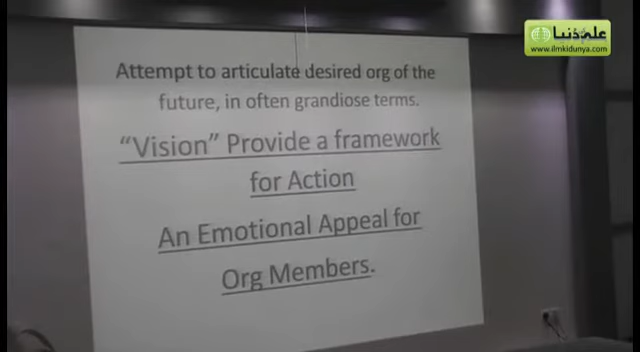 علم کی دنیا
www.ilmkidunya.com
Attempt to articulate desired org of the
future, in often grandiose terms.
“Vision” Provide a framework
for Action
An Emotional Appeal for
Org Members.